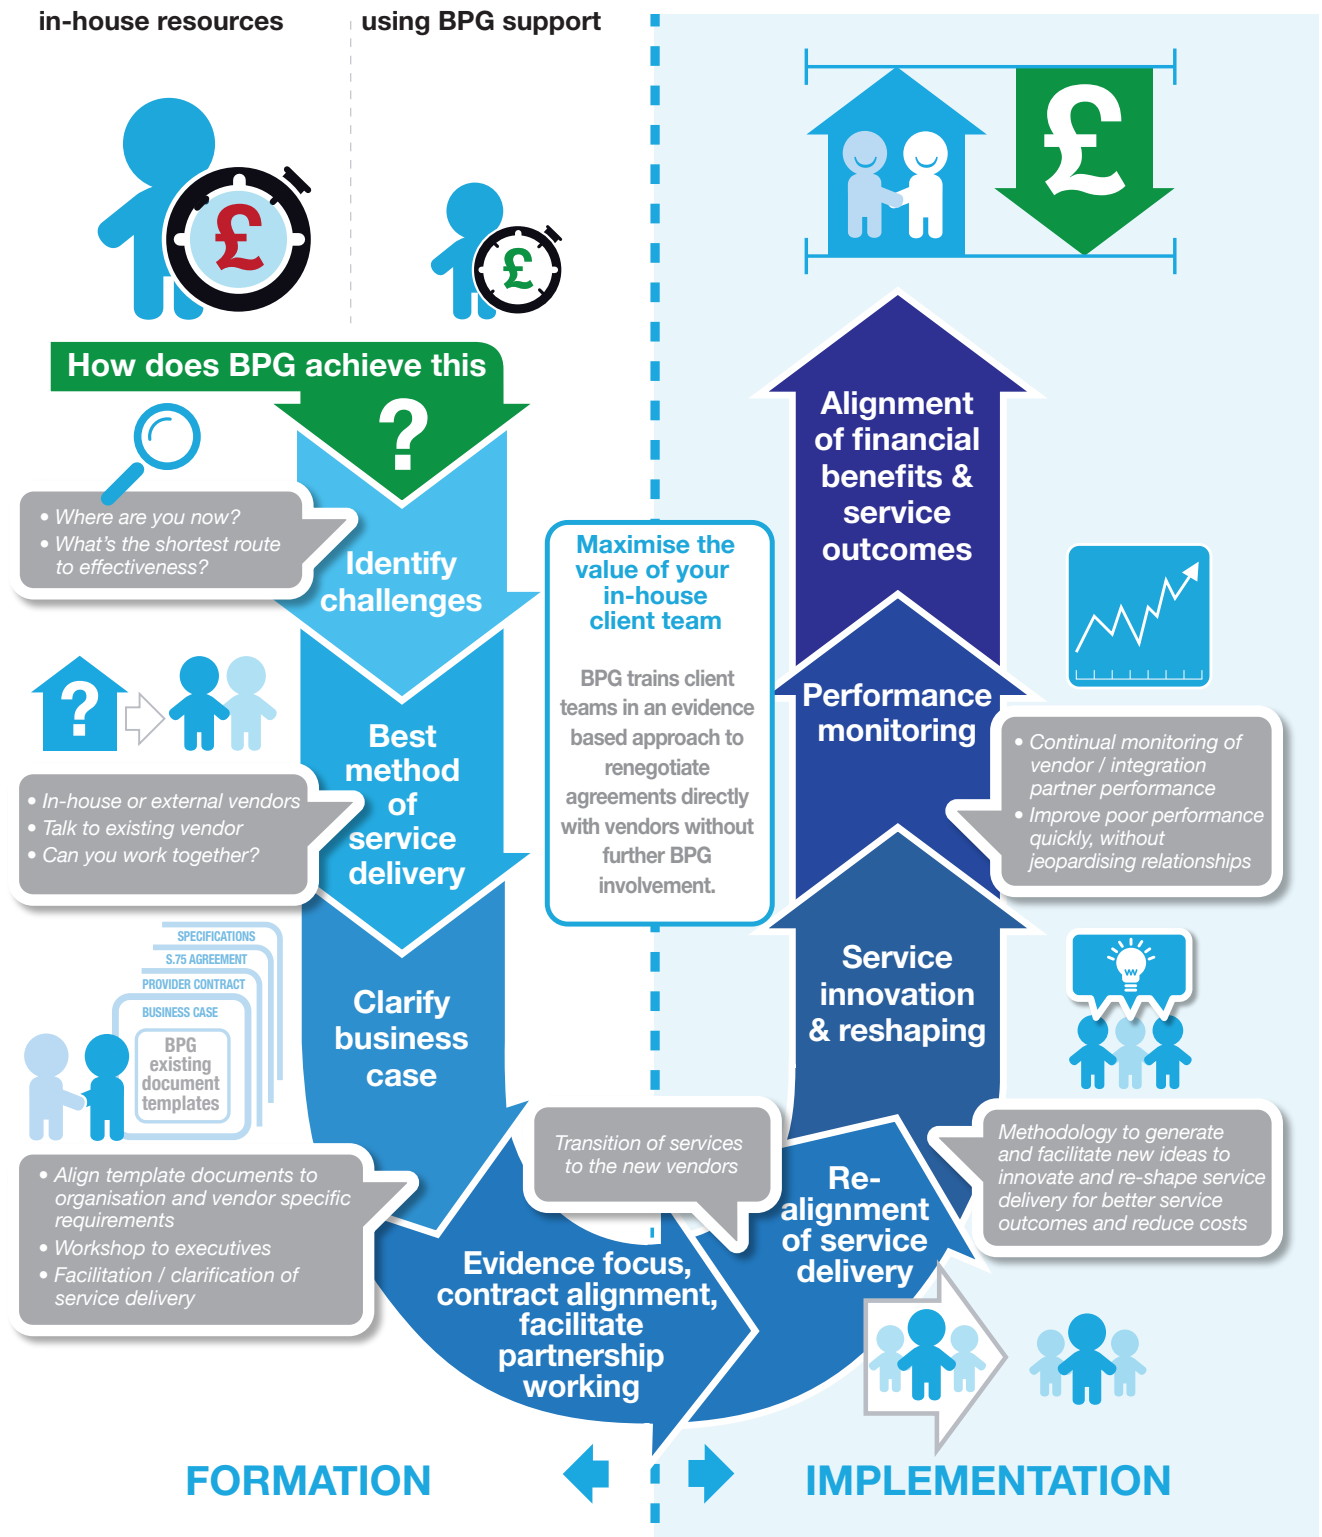 in-house resources
using BPG support
£
£
£
How does BPG achieve this
?
• Where are you now?
• What's the shortest route
to effectiveness?
Identify
challenges
?
Best
method
of
service
delivery
• In-house or external vendors
• Talk to existing vendor
• Can you work together?
SPECIFICATIONS
S.75 AGREEMENT
PROVIDER CONTRACT
BUSINESS CASE
BPG
existing
document
templates
Clarify
business
case
• Align template documents to
organisation and vendor specific
requirements
• Workshop to executives
• Facilitation / clarification of
service delivery
Evidence focus,
contract alignment,
facilitate
partnership
working
Maximise the
value of your
in-house
client team
BPG trains client
teams in an evidence
based approach to
renegotiate
agreements directly
with vendors without
further BPG
involvement.
Transition of services
to the new vendors
Re-
alignment
of service
delivery
Methodology to generate
and facilitate new ideas to
innovate and re-shape service
delivery for better service
outcomes and reduce costs
Service
innovation
& reshaping
Performance
monitoring
• Continual monitoring of
vendor / integration
partner performance
• Improve poor performance
quickly, without
jeopardising relationships
Alignment
of financial
benefits &
service
outcomes
FORMATION
IMPLEMENTATION